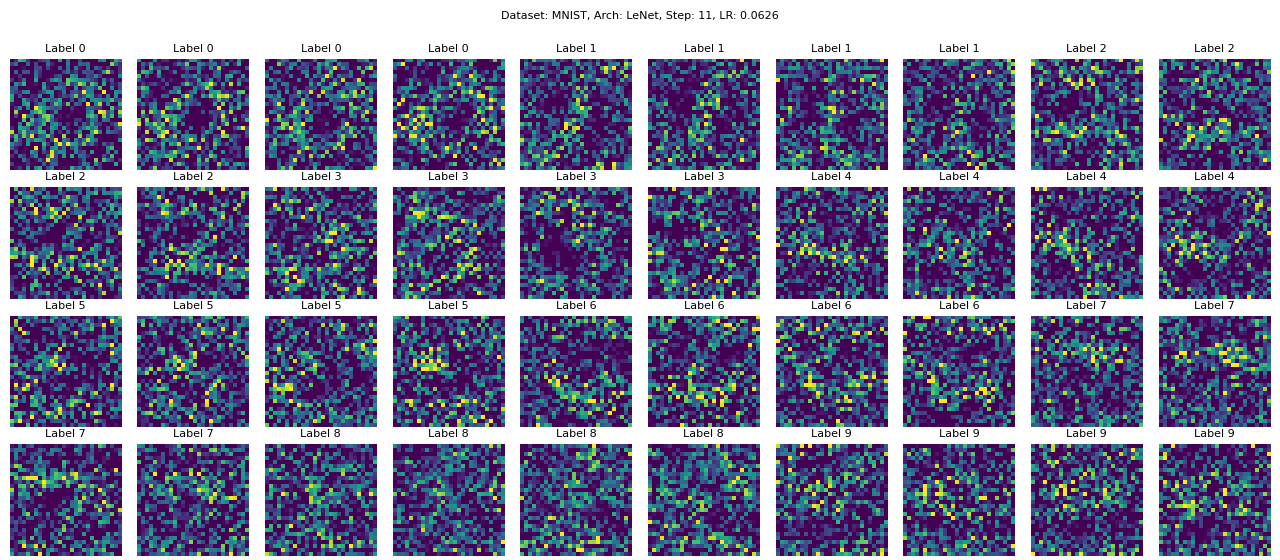 Dataset: MNIST, Arch: LeNet, Step: 11, LR: 0.0626
Label 0 Label 0 Label 0 Label 0 Label 1 Label 1 Label 1 Label 1 Label 2 Label 2
Label 2 Label 2 Label 3 Label 3 Label 3 Label 3 Label 4 Label 4 Label 4 Label 4
Label 5 Label 5 Label 5 Label 5 Label 6 Label 6 Label 6 Label 6 Label 7 Label 7
Label 7 Label 7 Label 8 Label 8 Label 8 Label 8 Label 9 Label 9 Label 9 Label 9